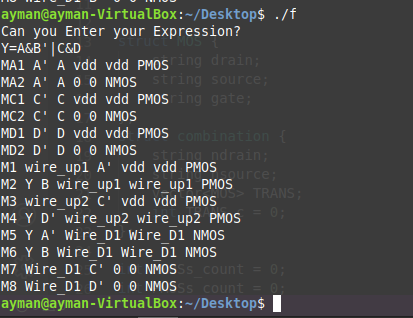 ayman@ayman-VirtualBox:~/Desktop$ ./f
Can you Enter your Expression?
Y=A&B'|C&D
MA1 A' A vdd vdd PMOS
MA2 A' A 0 0 NMOS
MC1 C' C vdd vdd PMOS
MC2 C' C 0 0 NMOS
MD1 D' D vdd vdd PMOS
MD2 D' D 0 0 NMOS
M1 wire_up1 A' vdd vdd PMOS
M2 Y B wire_up1 wire_up1 PMOS
M3 wire_up2 C' vdd vdd PMOS
M4 Y D' wire_up2 wire_up2 PMOS
M5 Y A' Wire_D1 Wire_D1 NMOS
M6 Y B Wire_D1 Wire_D1 NMOS
M7 Wire_D1 C' 0 0 NMOS
M8 Wire_D1 D' 0 0 NMOS
ayman@ayman-VirtualBox:~/Desktop$